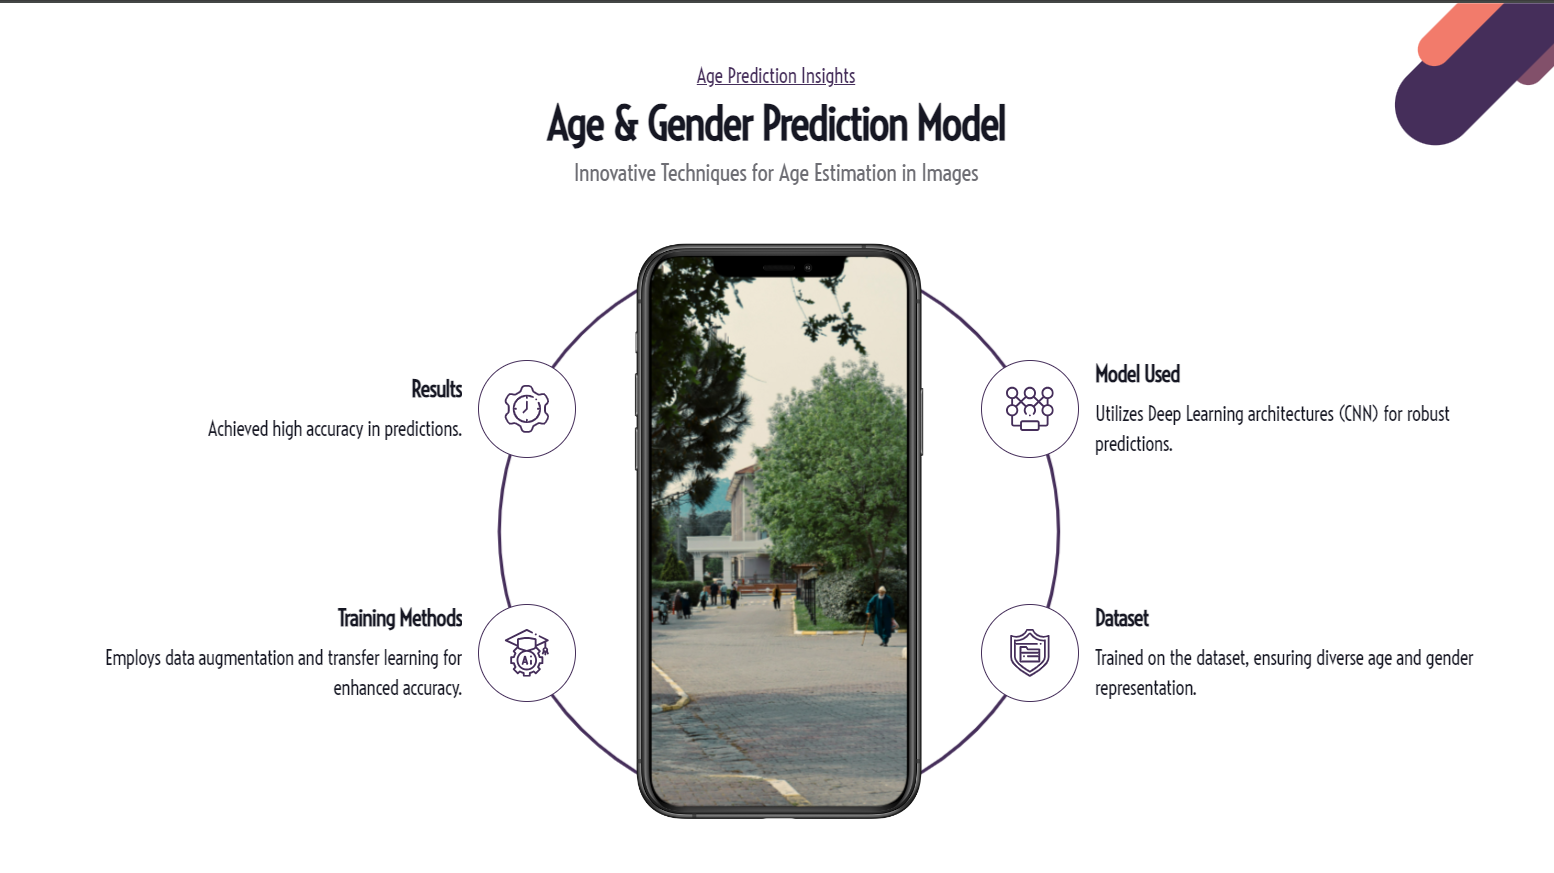 Age Prediction Insights
Age & Gender Prediction Model
Innovative Techniques for Age Estimation in Images
Results
Achieved high accuracy in predictions.
Training Methods
Employs data augmentation and transfer learning for
enhanced accuracy.
Ai
Model Used
Utilizes Deep Learning architectures (CNN) for robust
predictions.
Dataset
Trained on the dataset, ensuring diverse age and gender
representation.